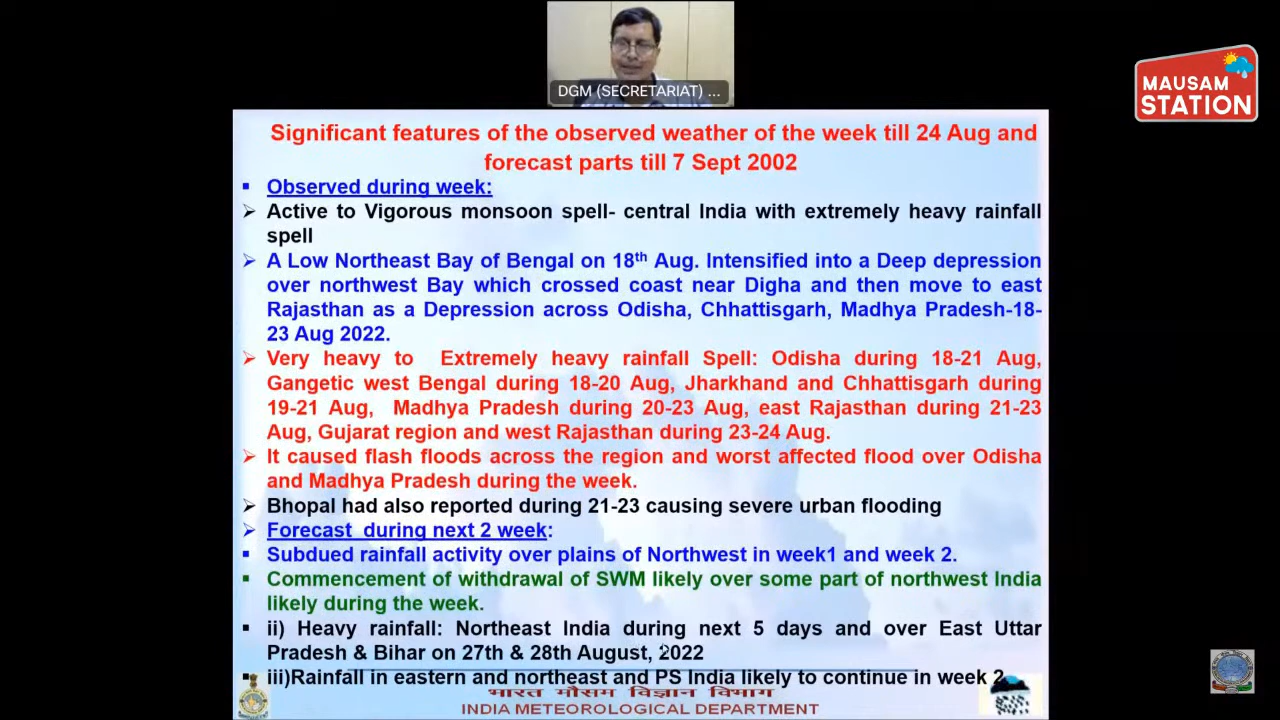 DGM (SECRETARIAT) ...
MAUSAM
STATION
Significant features of the observed weather of the week till 24 Aug and
forecast parts till 7 Sept 2002
▪ Observed during week:
➢ Active to Vigorous monsoon spell- central India with extremely heavy rainfall
spell
➢ A Low Northeast Bay of Bengal on 18th Aug. Intensified into a Deep depression
over northwest Bay which crossed coast near Digha and then move to east
Rajasthan as a Depression across Odisha, Chhattisgarh, Madhya Pradesh-18-
23 Aug 2022.
➢ Very heavy to Extremely heavy rainfall Spell: Odisha during 18-21 Aug,
Gangetic west Bengal during 18-20 Aug, Jharkhand and Chhattisgarh during
19-21 Aug, Madhya Pradesh during 20-23 Aug, east Rajasthan during 21-23
Aug, Gujarat region and west Rajasthan during 23-24 Aug.
➢ It caused flash floods across the region and worst affected flood over Odisha
and Madhya Pradesh during the week.
➢ Bhopal had also reported during 21-23 causing severe urban flooding
➢ Forecast during next 2 week:
▪ Subdued rainfall activity over plains of Northwest in week1 and week 2.
▪ Commencement of withdrawal of SWM likely over some part of northwest India
likely during the week.
▪ ii) Heavy rainfall: Northeast India during next 5 days and over East Uttar
Pradesh & Bihar on 27th & 28th August, 2022
▪ iii)Rainfall in eastern and northeast and PS India likely to continue in week 2
भारत मौसम विज्ञान विभाग
INDIA METEOROLOGICAL DEPARTMENT